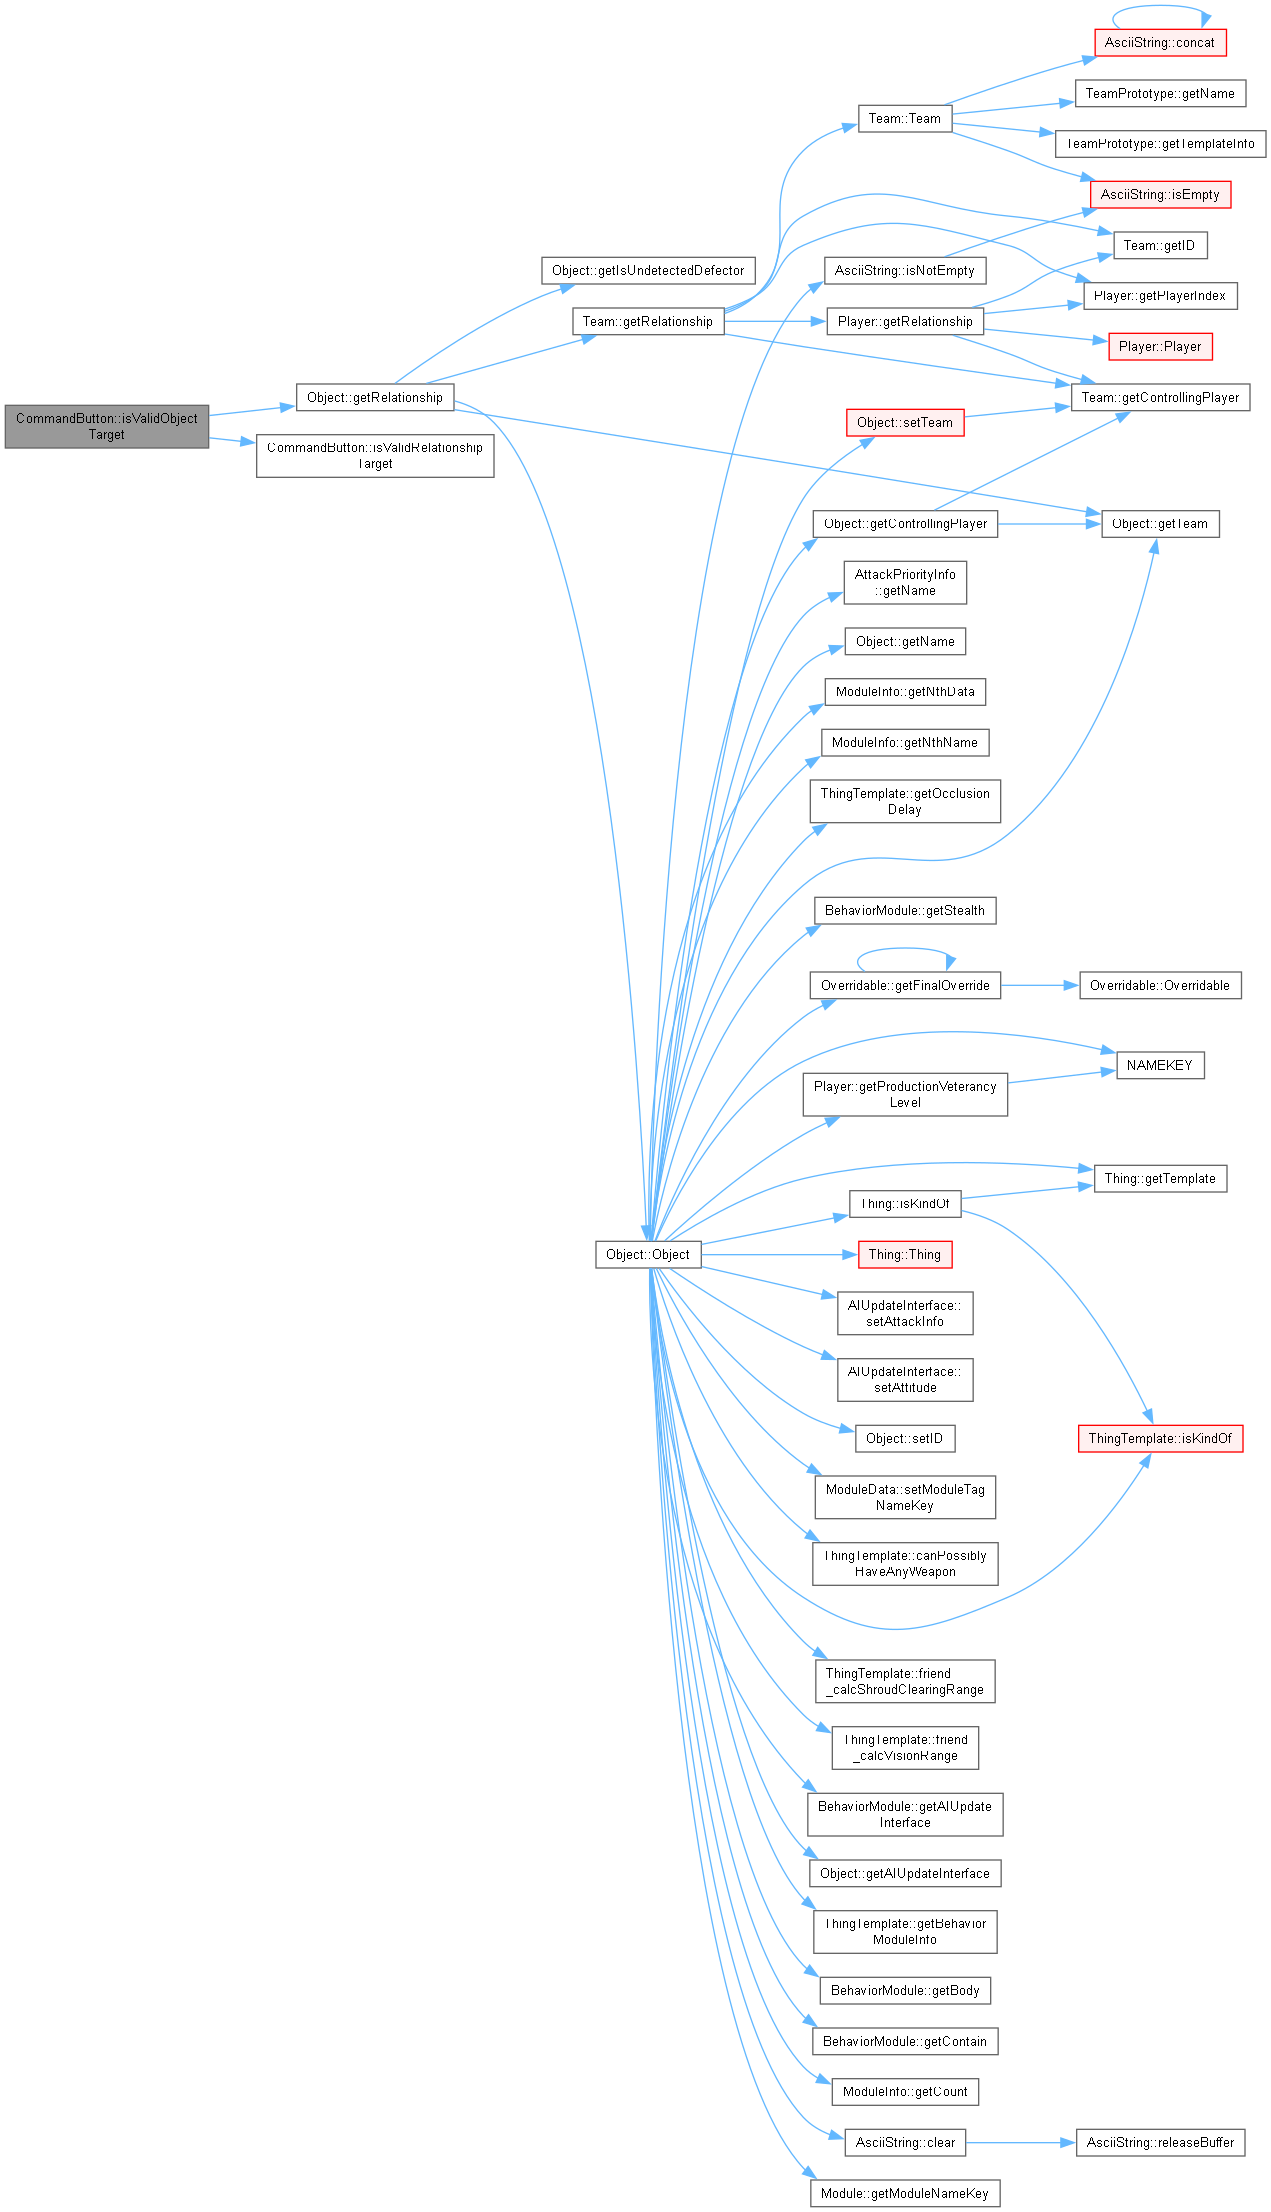 CommandButton::isValidObject
Target
Object::getRelationship
CommandButton::isValidRelationship
Target
Object::getIsUndetectedDefector
Team::getRelationship
Object::Object
Team::Team
AsciiString::isNotEmpty
Player::getRelationship
Object::setTeam
Object::getControllingPlayer
AttackPriorityInfo
::getName
Object::getName
ModuleInfo::getNthData
ModuleInfo::getNthName
ThingTemplate::getOcclusion
Delay
BehaviorModule::getStealth
Overridable::getFinalOverride
Player::getProductionVeterancy
Level
Thing::isKindOf
Thing::Thing
AIUpdateInterface::
setAttackInfo
AIUpdateInterface::
setAttitude
Object::setID
ModuleData::setModuleTag
NameKey
ThingTemplate::canPossibly
HaveAnyWeapon
ThingTemplate::friend
_calcShroudClearingRange
ThingTemplate::friend
_calcVisionRange
BehaviorModule::getAIUpdate
Interface
Object::getAIUpdateInterface
ThingTemplate::getBehavior
ModuleInfo
BehaviorModule::getBody
BehaviorModule::getContain
ModuleInfo::getCount
AsciiString::clear
Module::getModuleNameKey
AsciiString::concat
TeamPrototype::getName
TeamPrototype::getTemplateInfo
AsciiString::isEmpty
Team::getID
Player::getPlayerIndex
Player::Player
Team::getControllingPlayer
Object::getTeam
Overridable::Overridable
NAMEKEY
Thing::getTemplate
ThingTemplate::isKindOf
AsciiString::releaseBuffer